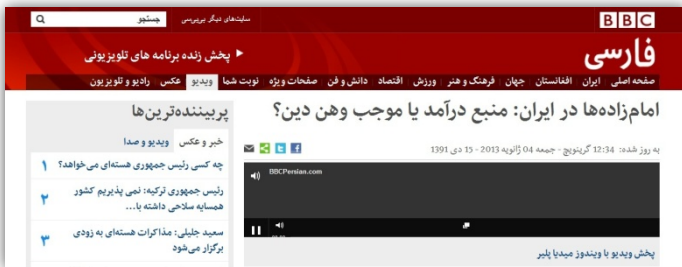 BBC
سایت‌های دیگر بی‌بی‌سی
جستجو
فارسی
پخش زنده برنامه های تلویزیونی
صفحه اصلی ایران افغانستان جهان فرهنگ و هنر ورزش اقتصاد دانش و فن صفحات ویژه نوبت شما ویدیو عکس رادیو و تلویزیون
امامزاده‌ها در ایران: منبع درآمد یا موجب وهن دین؟
به روز شده: 12:34 گرینویچ - جمعه 04 ژانویه 2013 - 15 دی 1391
BBCPersian.com
پخش ویدیو با ویندوز میدیا پلیر
پربیننده‌ترین‌ها
خبر و عکس ویدیو و صدا
۱ چه کسی رئیس جمهوری هسته‌ای می‌خواهد؟
۲ رئیس جمهوری ترکیه: نمی پذیریم کشور
همسایه سلاحی داشته با...
۳ سعید جلیلی: مذاکرات هسته‌ای به زودی
برگزار می‌شود